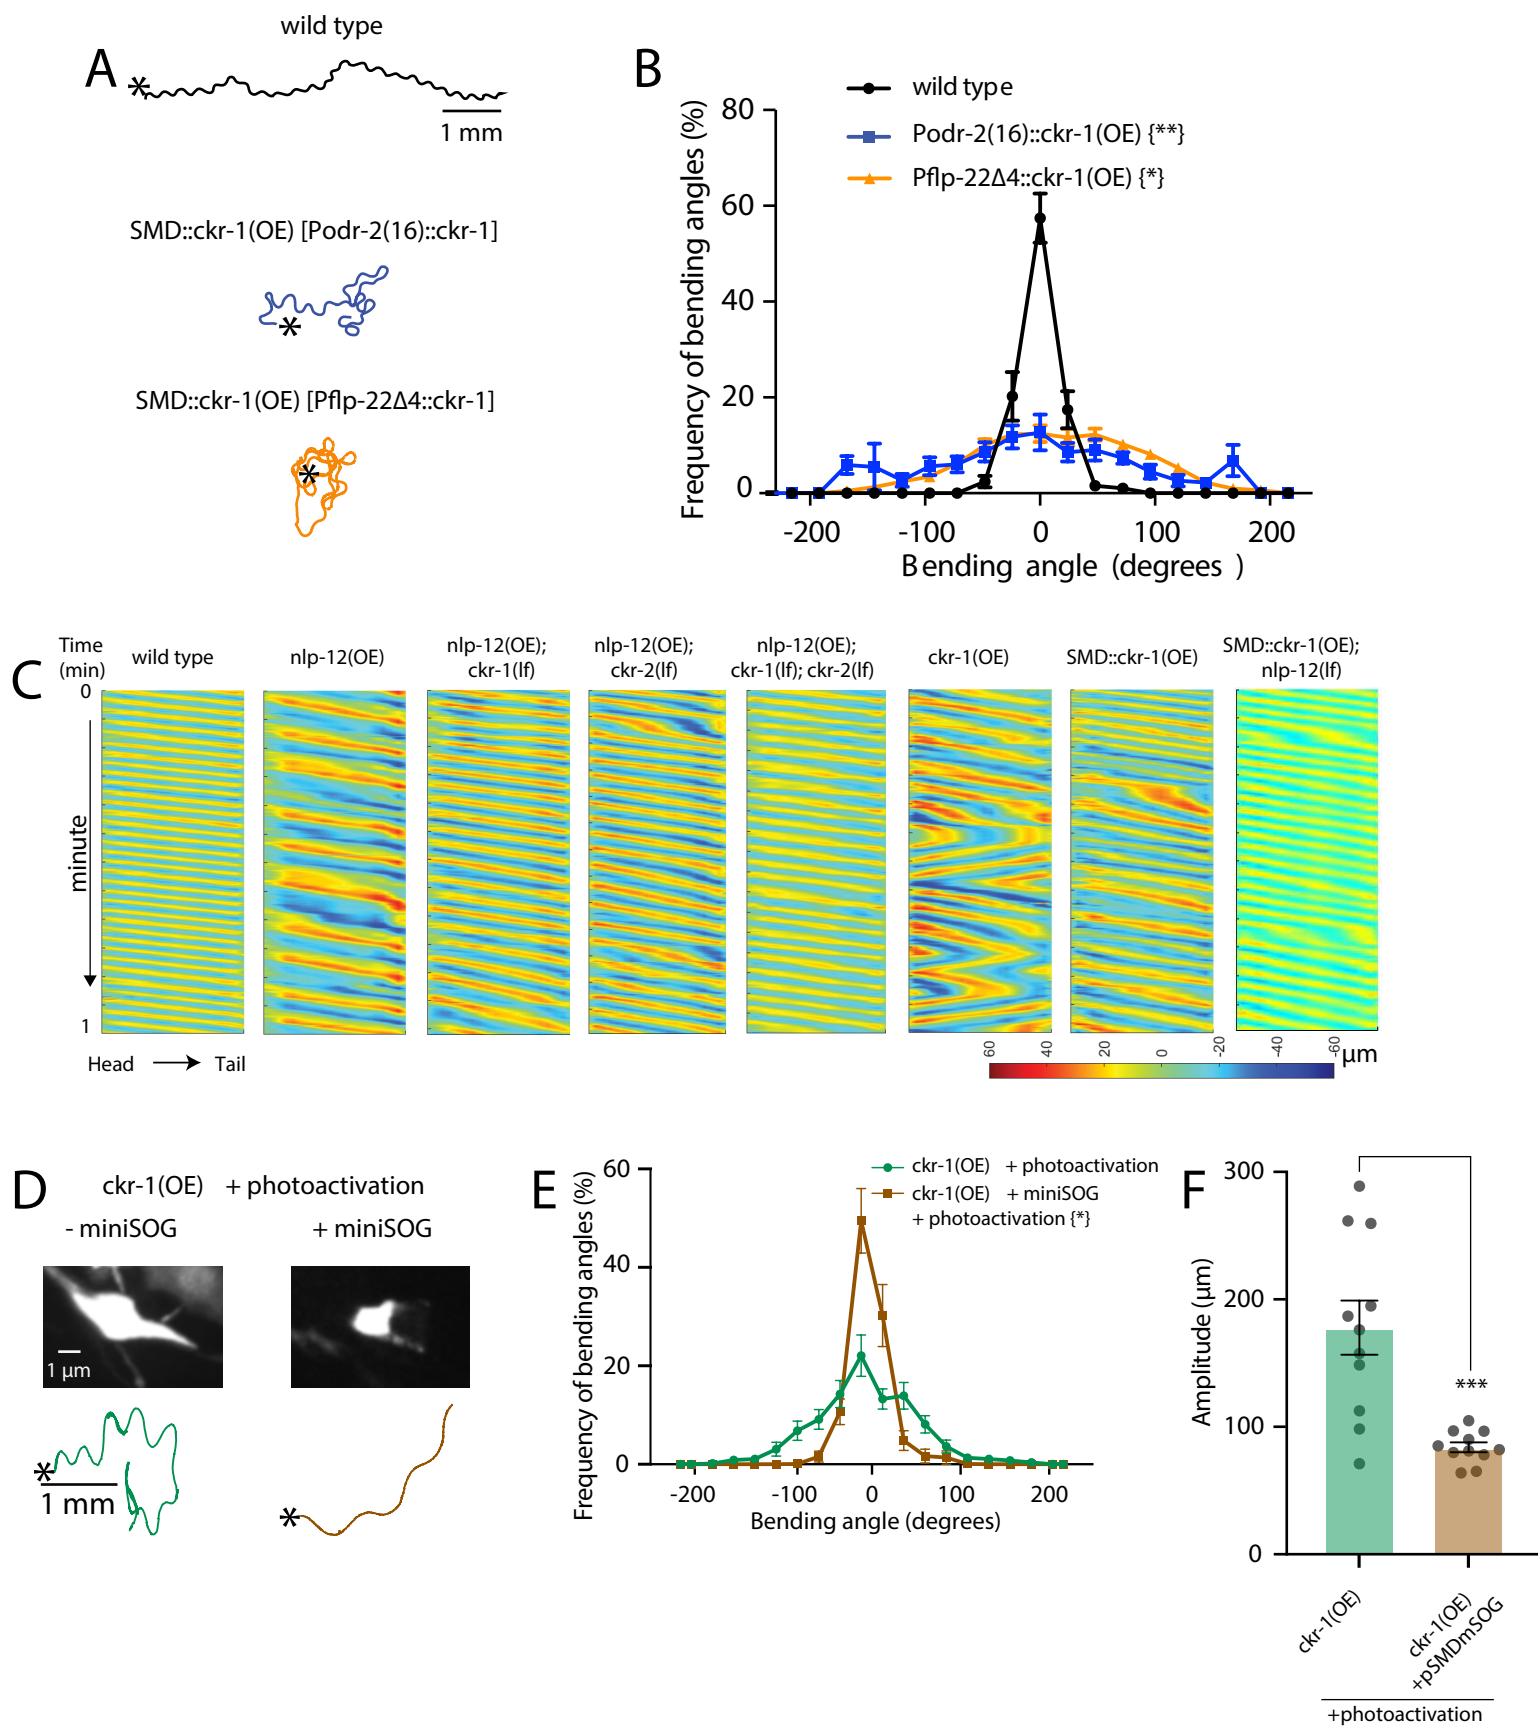 A
wild type
*
1 mm
SMD::ckr-1(OE) [Podr-2(16)::ckr-1]
*
SMD::ckr-1(OE) [Pflp-22Δ4::ckr-1]
*
B
wild type
Podr-2(16)::ckr-1(OE) {**}
Pflp-22Δ4::ckr-1(OE) {*}
Frequency of bending angles (%)
80
60
40
20
0
-200 -100 0 100 200
Bending angle (degrees )
C
Time
(min)
wild type
nlp-12(OE)
nlp-12(OE);
ckr-1(lf)
nlp-12(OE);
ckr-2(lf)
nlp-12(OE);
ckr-1(lf); ckr-2(lf)
ckr-1(OE)
SMD::ckr-1(OE)
SMD::ckr-1(OE);
nlp-12(lf)
0
minute
1
Head Tail
60 40 20 0 -20 -40 -60 µm
D
ckr-1(OE) + photoactivation
- miniSOG
+ miniSOG
1 µm
*
1 mm
*
E
ckr-1(OE) + photoactivation
ckr-1(OE) + miniSOG
+ photoactivation {*}
Frequency of bending angles (%)
60
40
20
0
-200 -100 0 100 200
Bending angle (degrees)
F
Amplitude (µm)
300
200
100
0
***
ckr-1(OE)
ckr-1(OE)
+pSMDmSOG
+photoactivation